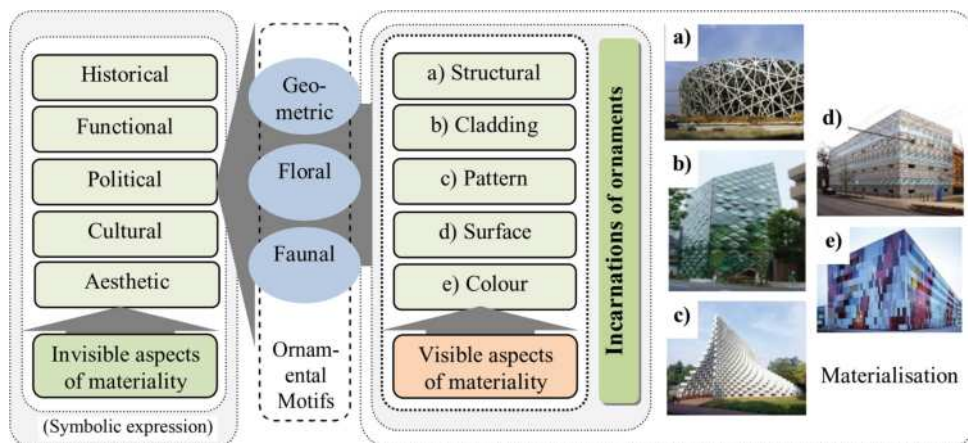 Historical
Functional
Political
Cultural
Aesthetic
Invisible aspects
of materiality
(Symbolic expression)
Geo-
metric
Floral
Faunal
Ornam-
ental
Motifs
a) Structural
b) Cladding
c) Pattern
d) Surface
e) Colour
Visible aspects
of materiality
Incarnations of ornaments
a)
b)
c)
d)
e)
Materialisation